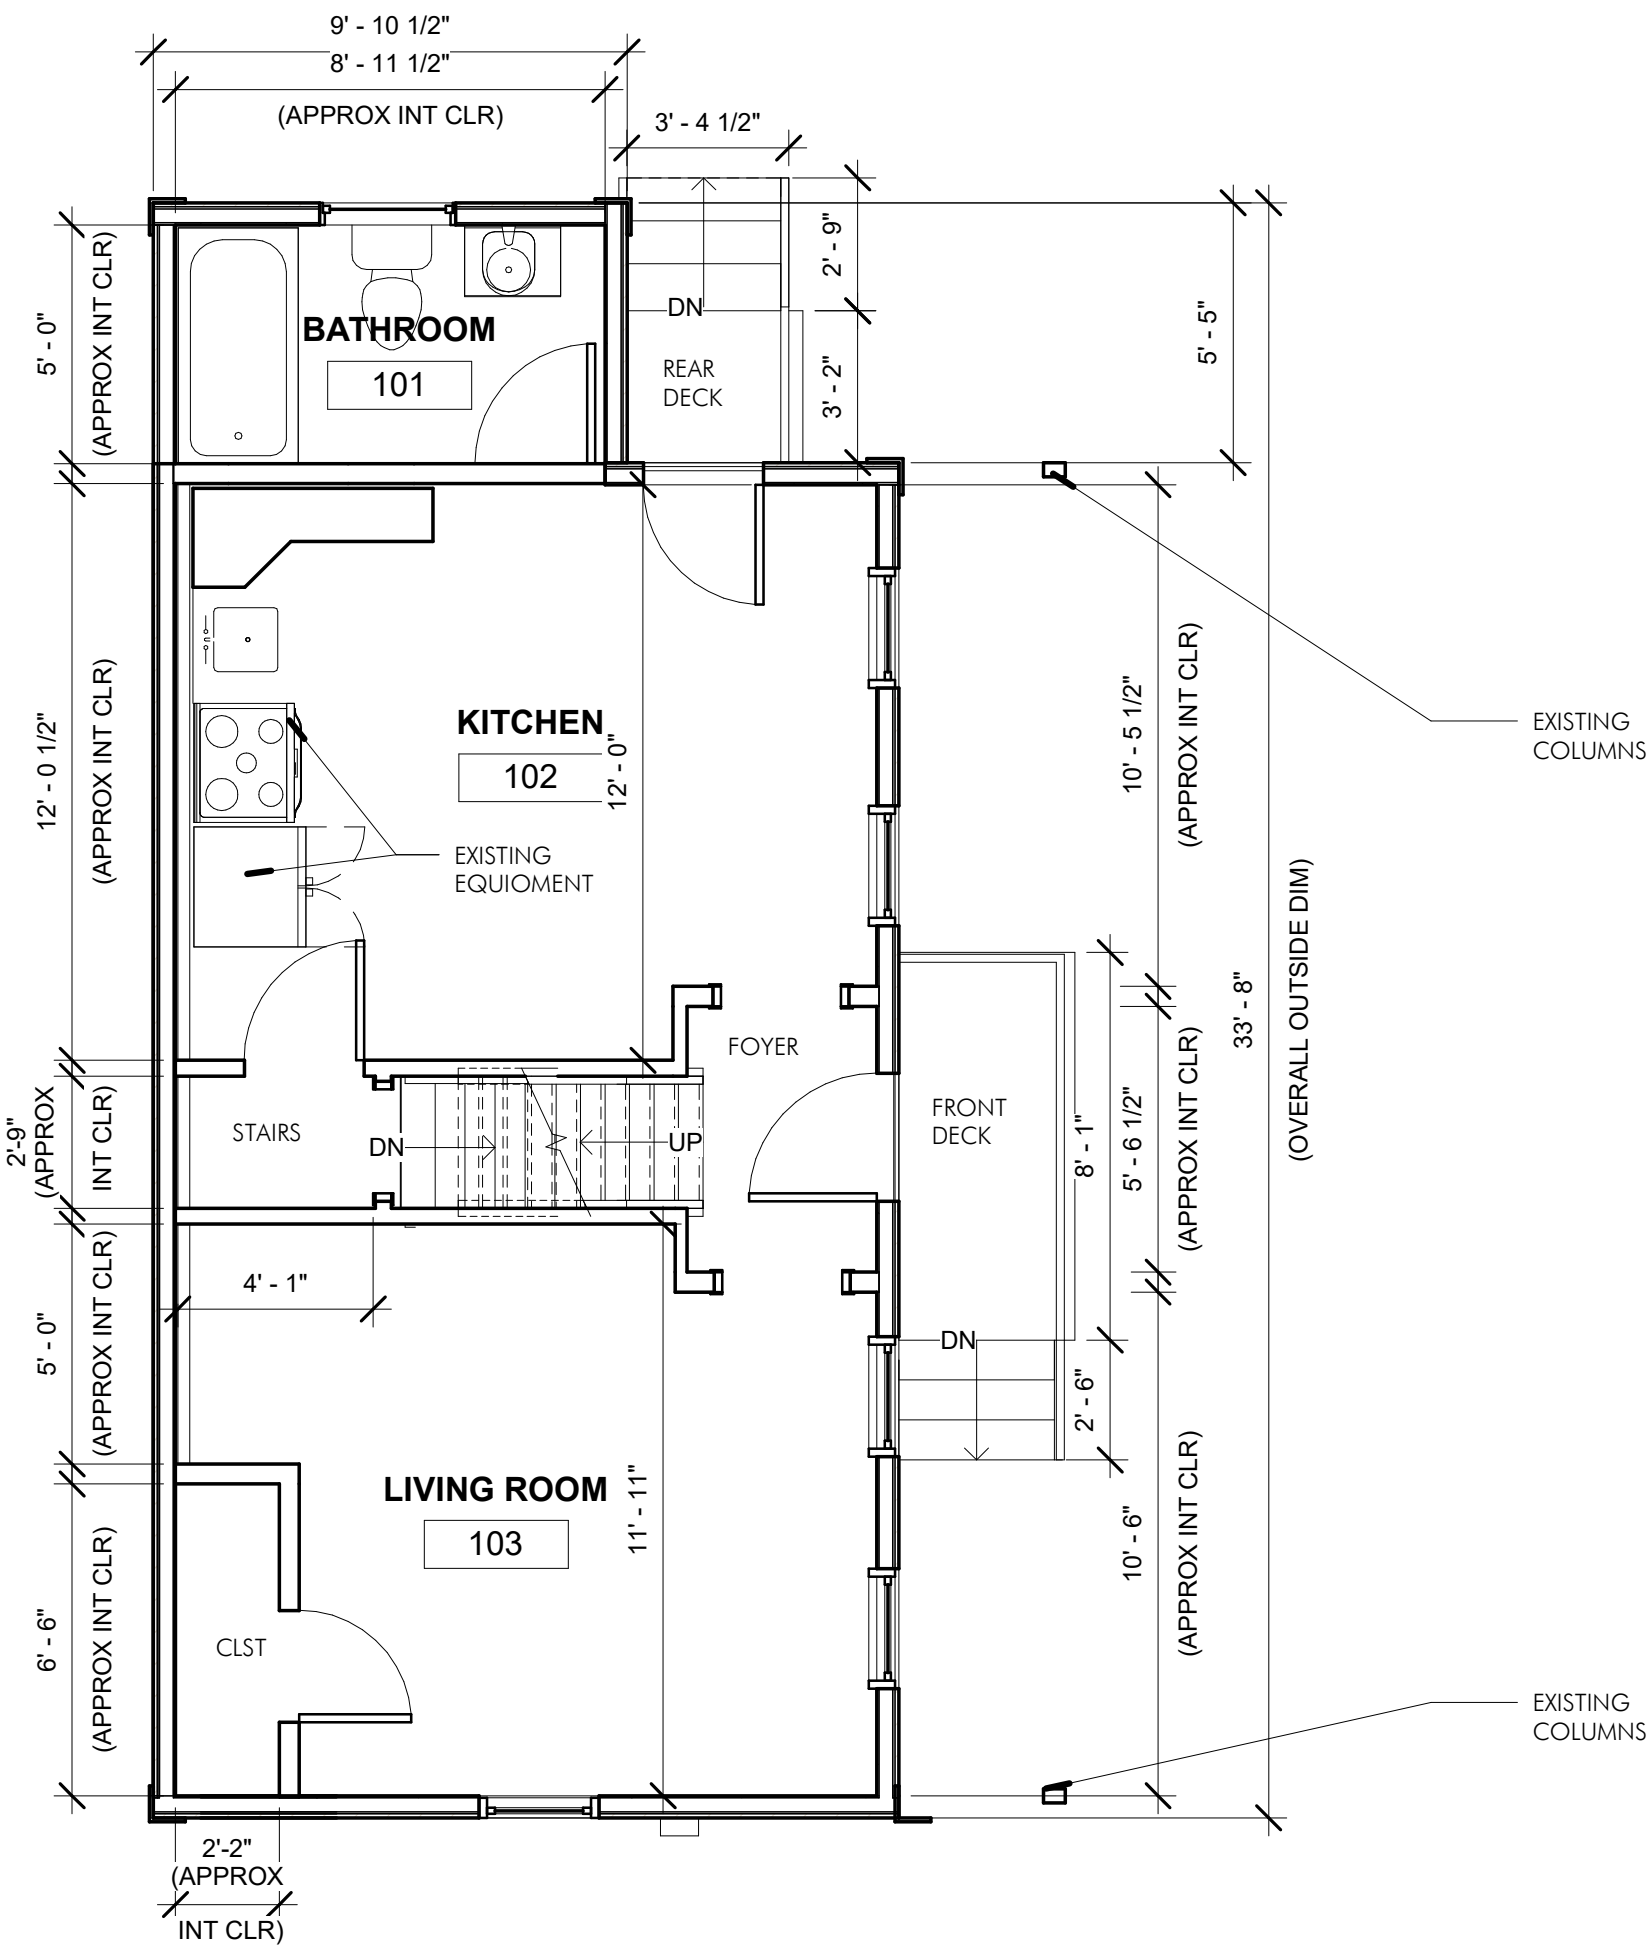 9' - 10 1/2"
8' - 11 1/2"
(APPROX INT CLR)
3' - 4 1/2"
2' - 9"
5' - 0"
(APPROX INT CLR)
BATHROOM
101
DN
REAR
DECK
3' - 2"
5' - 5"
12' - 0 1/2"
(APPROX INT CLR)
KITCHEN
102
12' - 0"
EXISTING
EQUIOMENT
10' - 5 1/2"
(APPROX INT CLR)
EXISTING
COLUMNS
33' - 8"
(OVERALL OUTSIDE DIM)
FOYER
2'-9"
(APPROX
INT CLR)
STAIRS
DN
UP
FRONT
DECK
8' - 1"
5' - 6 1/2"
(APPROX INT CLR)
4' - 1"
5' - 0"
(APPROX INT CLR)
DN
2' - 6"
LIVING ROOM
103
11' - 11"
10' - 6"
(APPROX INT CLR)
6' - 6"
(APPROX INT CLR)
CLST
EXISTING
COLUMNS
2'-2"
(APPROX
INT CLR)